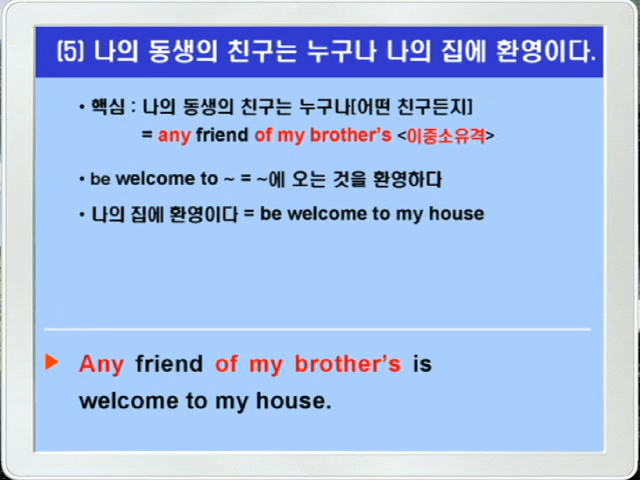 (5) 나의 동생의 친구는 누구나 나의 집에 환영이다.
• 핵심 : 나의 동생의 친구는 누구나[어떤 친구든지]
= any friend of my brother's <이중소유격>
• be welcome to ~ = ~에 오는 것을 환영하다
• 나의 집에 환영이다 = be welcome to my house
▶ Any friend of my brother's is
welcome to my house.